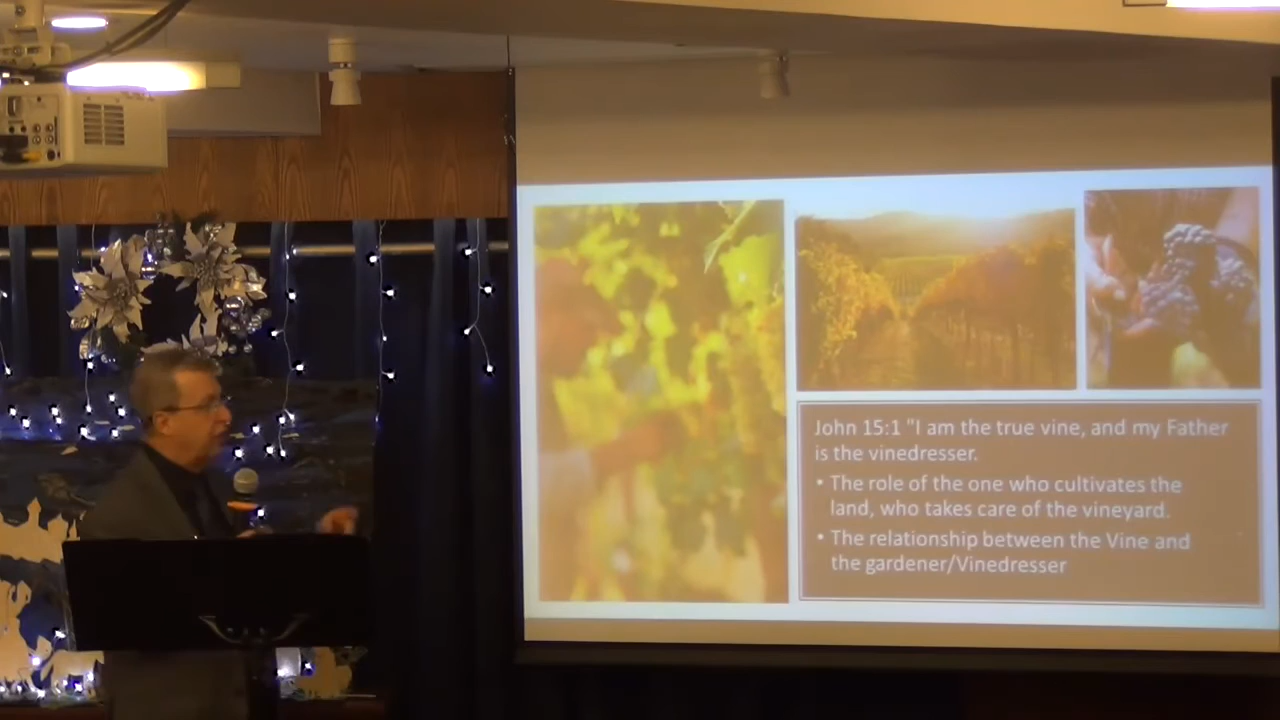 John 15:1 "I am the true vine, and my Father
is the vinedresser.
• The role of the one who cultivates the
land, who takes care of the vineyard.
• The relationship between the Vine and
the gardener/Vinedresser